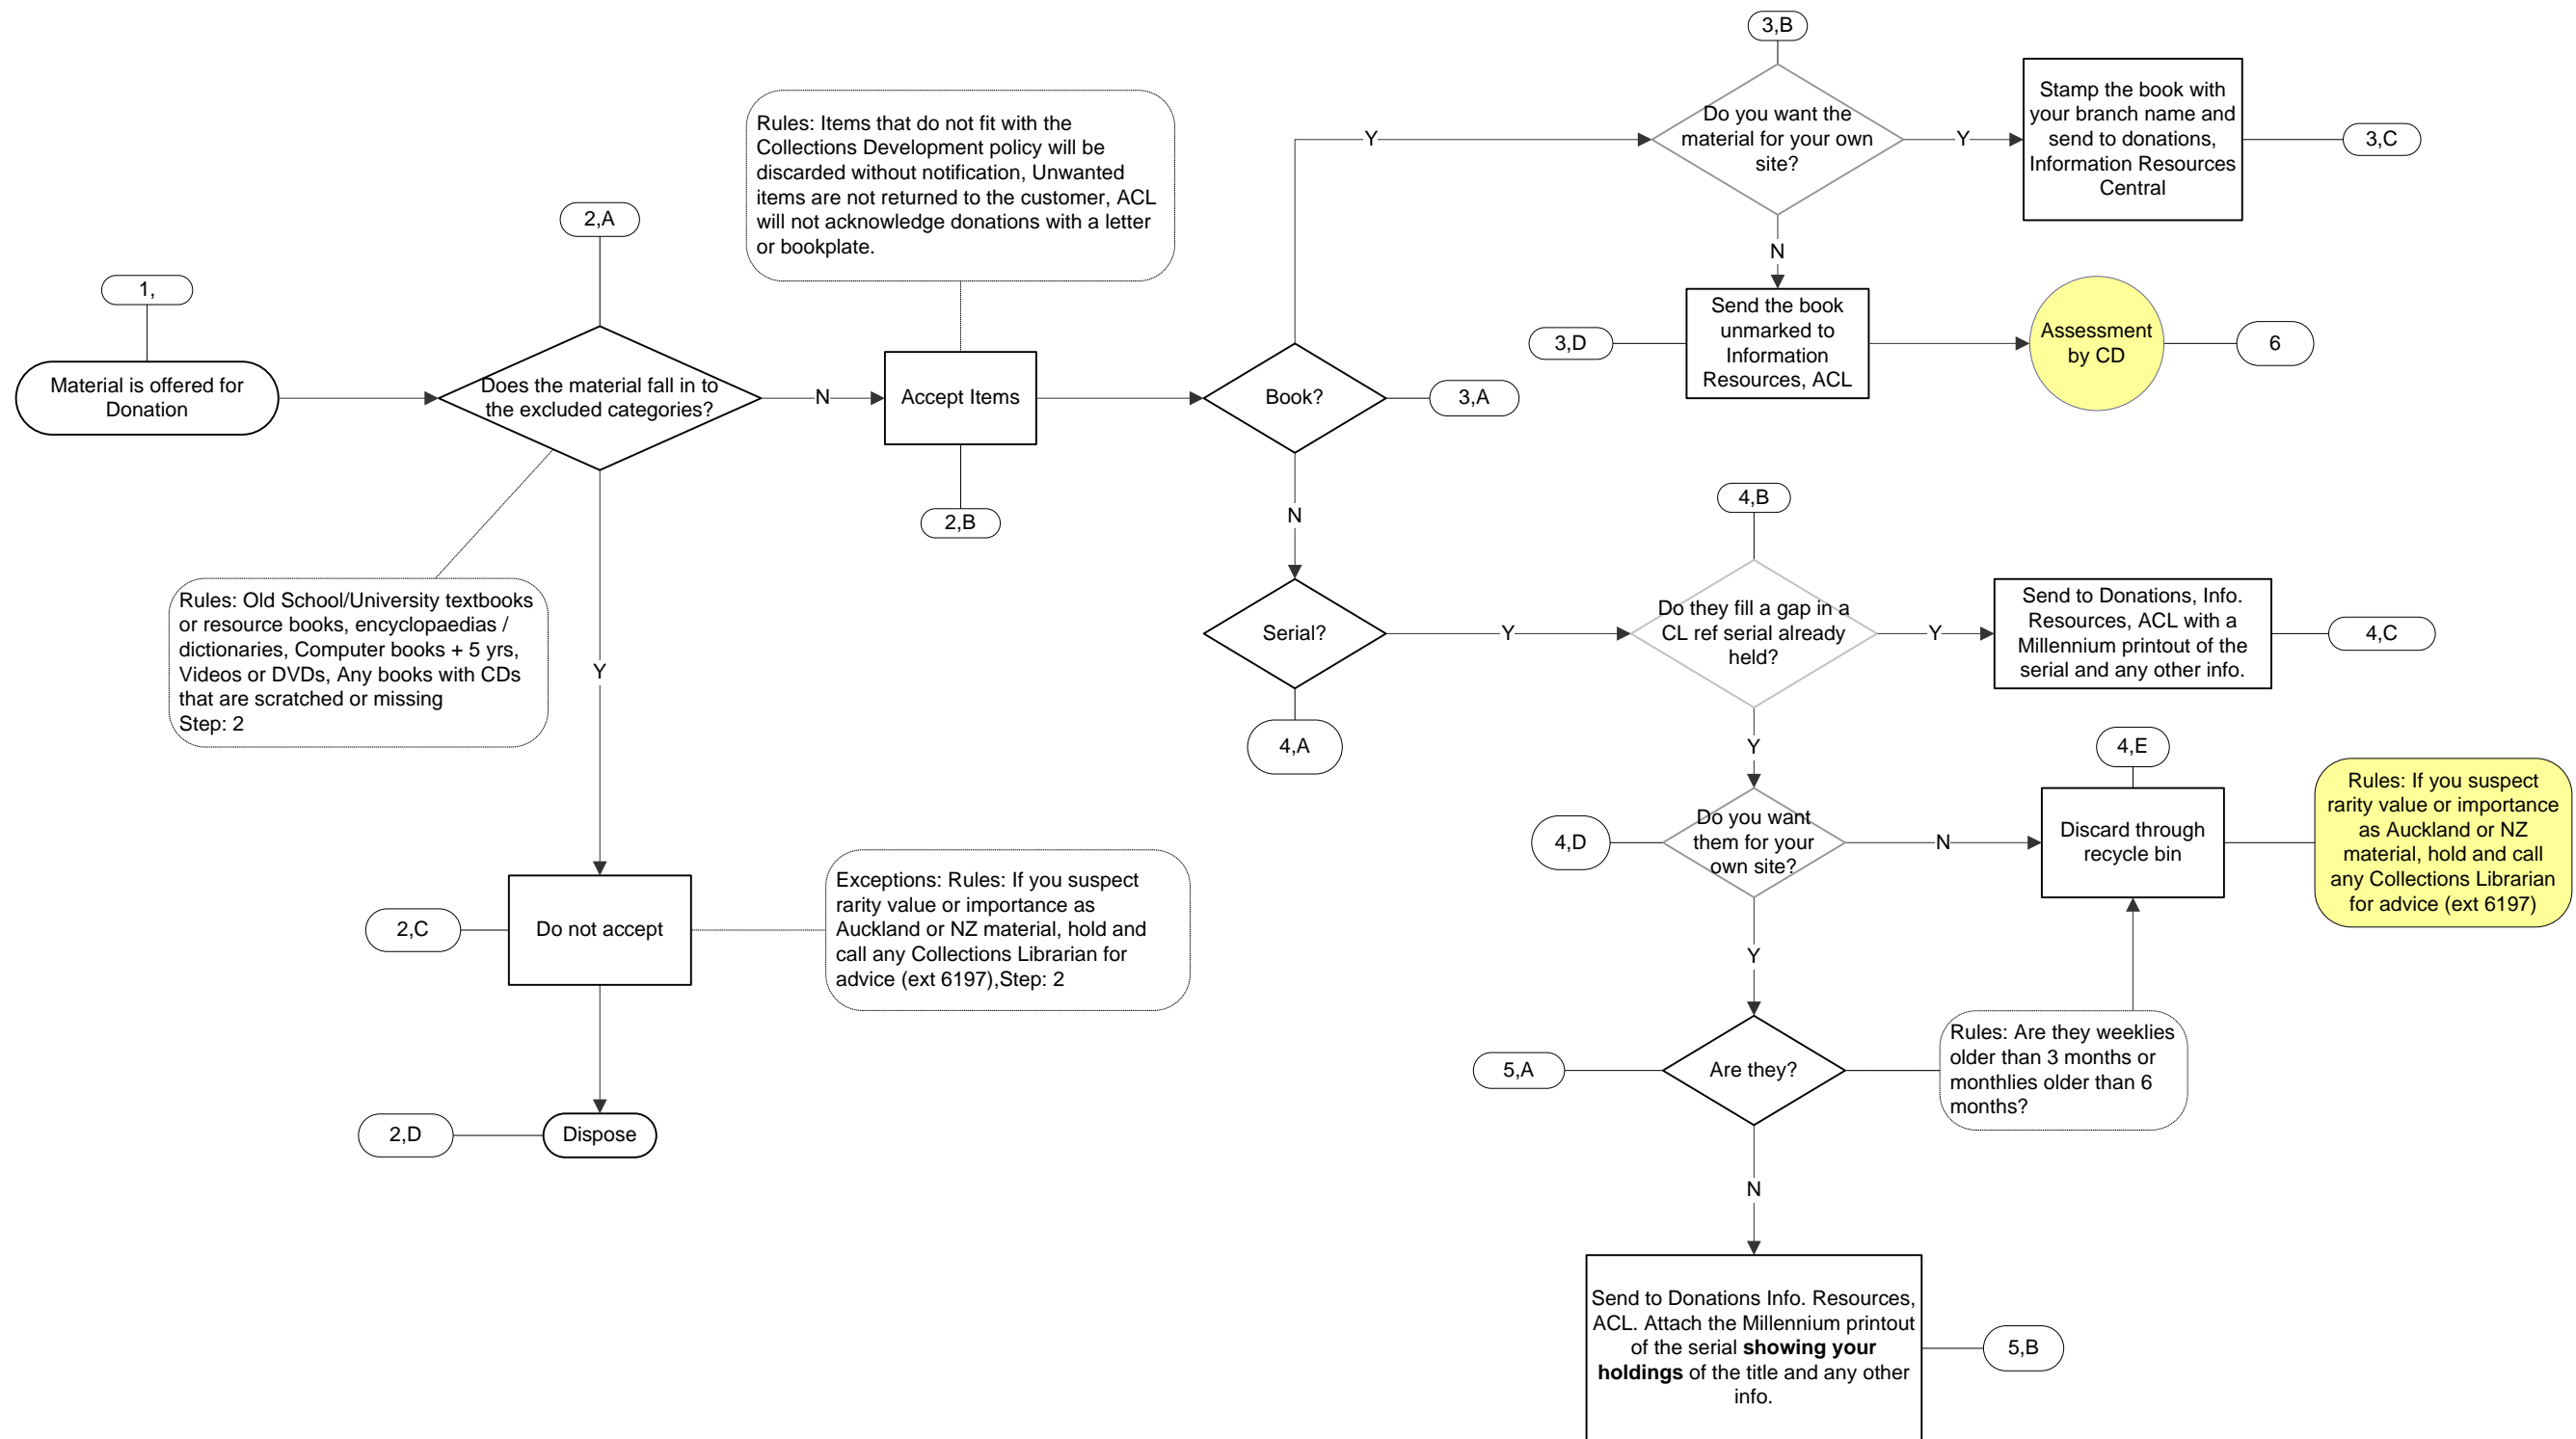 1,
Material is offered for
Donation
2,A
Does the material fall in to
the excluded categories?
N
Y
Rules: Old School/University textbooks
or resource books, encyclopaedias /
dictionaries, Computer books + 5 yrs,
Videos or DVDs, Any books with CDs
that are scratched or missing
Step: 2
2,C
Do not accept
Exceptions: Rules: If you suspect
rarity value or importance as
Auckland or NZ material, hold and
call any Collections Librarian for
advice (ext 6197),Step: 2
2,D
Dispose
Rules: Items that do not fit with the
Collections Development policy will be
discarded without notification, Unwanted
items are not returned to the customer, ACL
will not acknowledge donations with a letter
or bookplate.
Accept Items
2,B
Book?
3,A
Y
N
3,B
Do you want the
material for your own
site?
Y
Stamp the book with
your branch name and
send to donations,
Information Resources
Central
3,C
N
3,D
Send the book
unmarked to
Information
Resources, ACL
Assessment
by CD
6
Serial?
4,A
Y
4,B
Do they fill a gap in a
CL ref serial already
held?
Y
Send to Donations, Info.
Resources, ACL with a
Millennium printout of the
serial and any other info.
4,C
Y
4,D
Do you want
them for your
own site?
N
4,E
Discard through
recycle bin
Rules: If you suspect
rarity value or importance
as Auckland or NZ
material, hold and call
any Collections Librarian
for advice (ext 6197)
Y
5,A
Are they?
Rules: Are they weeklies
older than 3 months or
monthlies older than 6
months?
N
Send to Donations Info. Resources,
ACL. Attach the Millennium printout
of the serial showing your
holdings of the title and any other
info.
5,B